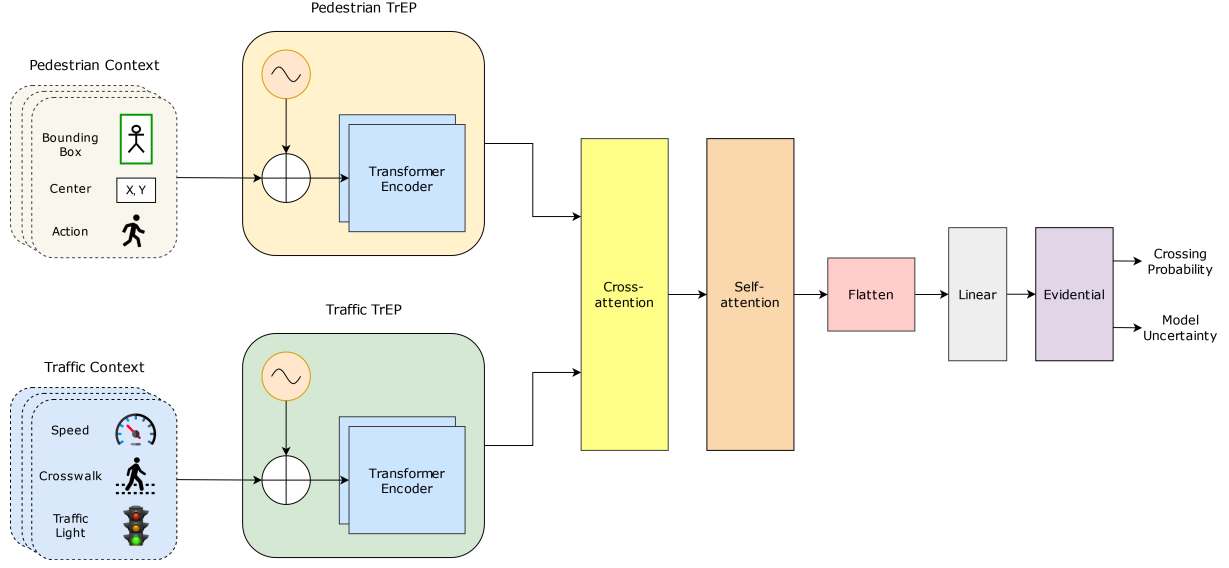 Pedestrian TrEP
Pedestrian Context
Bounding
Box
Center
X, Y
Action
Transformer
Encoder
Traffic TrEP
Traffic Context
Speed
Crosswalk
Traffic
Light
Transformer
Encoder
Cross-
attention
Self-
attention
Flatten
Linear
Evidential
Crossing
Probability
Model
Uncertainty